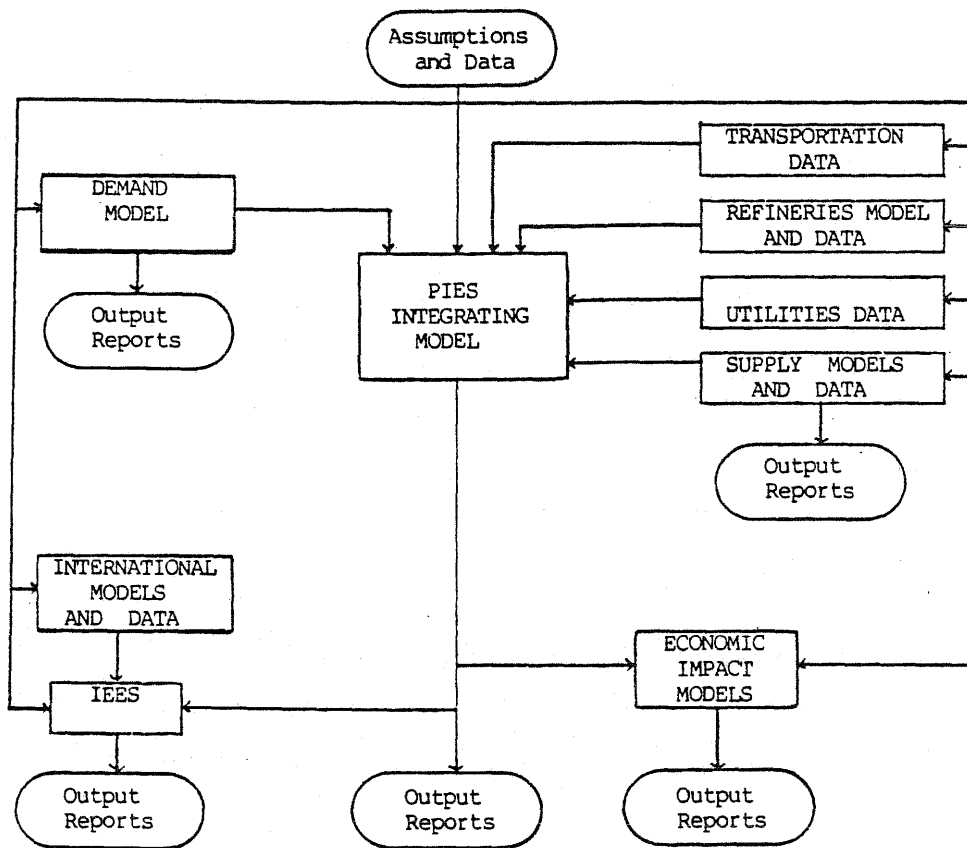 Assumptions
and Data
TRANSPORTATION
DATA
DEMAND
MODEL
REFINERIES MODEL
AND DATA
PIES
INTEGRATING
MODEL
UTILITIES DATA
Output
Reports
SUPPLY MODELS
AND DATA
Output
Reports
INTERNATIONAL
MODELS
AND DATA
ECONOMIC
IMPACT
MODELS
IEES
Output
Reports
Output
Reports
Output
Reports